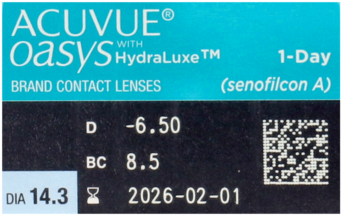 ACUVUE®
oasys WITH HydraLuxe™ 1-Day
BRAND CONTACT LENSES (senofilcon A)
D -6.50
BC 8.5
DIA 14.3 2026-02-01